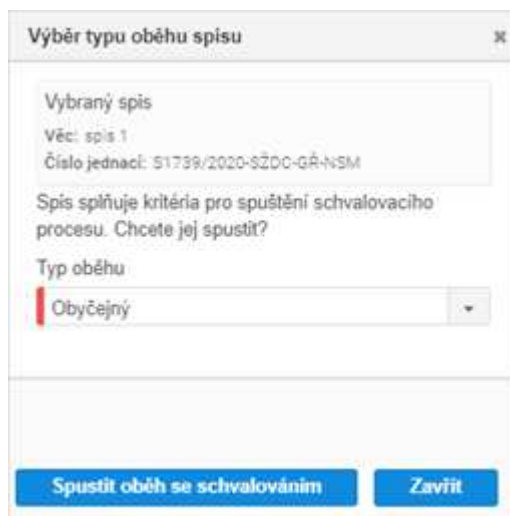 Výběr typu oběhu spisu
Vybraný spis
Věc: spis 1
Číslo jednací: S1739/2020-SŽDC-GŘ-NSM
Spis splňuje kritéria pro spuštění schvalovacího
procesu. Chcete jej spustit?
Typ oběhu
Obyčejný
Spustit oběh se schvalováním
Zavřít